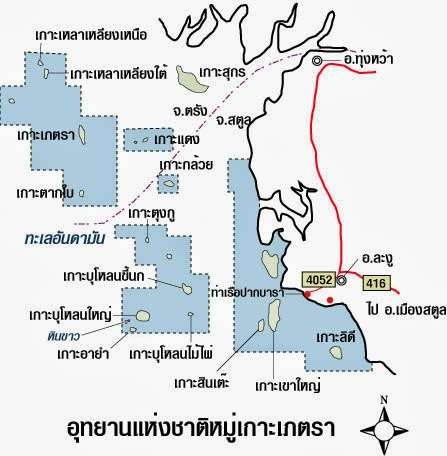 เกาะเหลาเหลียงเหนือ
เกาะเหลาเหลียงใต้
เกาะสุกร
อ.ทุ่งหว้า
จ.ตรัง
จ.สตูล
เกาะเภตรา
เกาะแดง
เกาะกล้วย
เกาะตากใบ
เกาะตุงกู
ทะเลอันดามัน
อ.ละงู
4052
416
เกาะบุโหลนขี้นก
ท่าเรือปากบารา
ไป อ.เมืองสตูล
เกาะบุโหลนใหญ่
หินขาว
เกาะอาย้ำ
เกาะบุโหลนไม้ไผ่
เกาะลิดี
เกาะสินเต๊ะ
เกาะเขาใหญ่
อุทยานแห่งชาติหมู่เกาะเภตรา
N